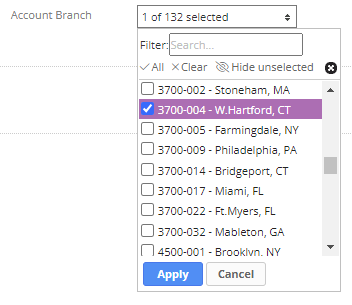 Account Branch
1 of 132 selected
Filter: Search...
All Clear Hide unselected
3700-002 - Stoneham, MA
3700-004 - W.Hartford, CT
3700-005 - Farmingdale, NY
3700-009 - Philadelphia, PA
3700-014 - Bridgeport, CT
3700-017 - Miami, FL
3700-022 - Ft.Myers, FL
3700-032 - Mableton, GA
4500-001 - Brooklyn, NY
Apply Cancel